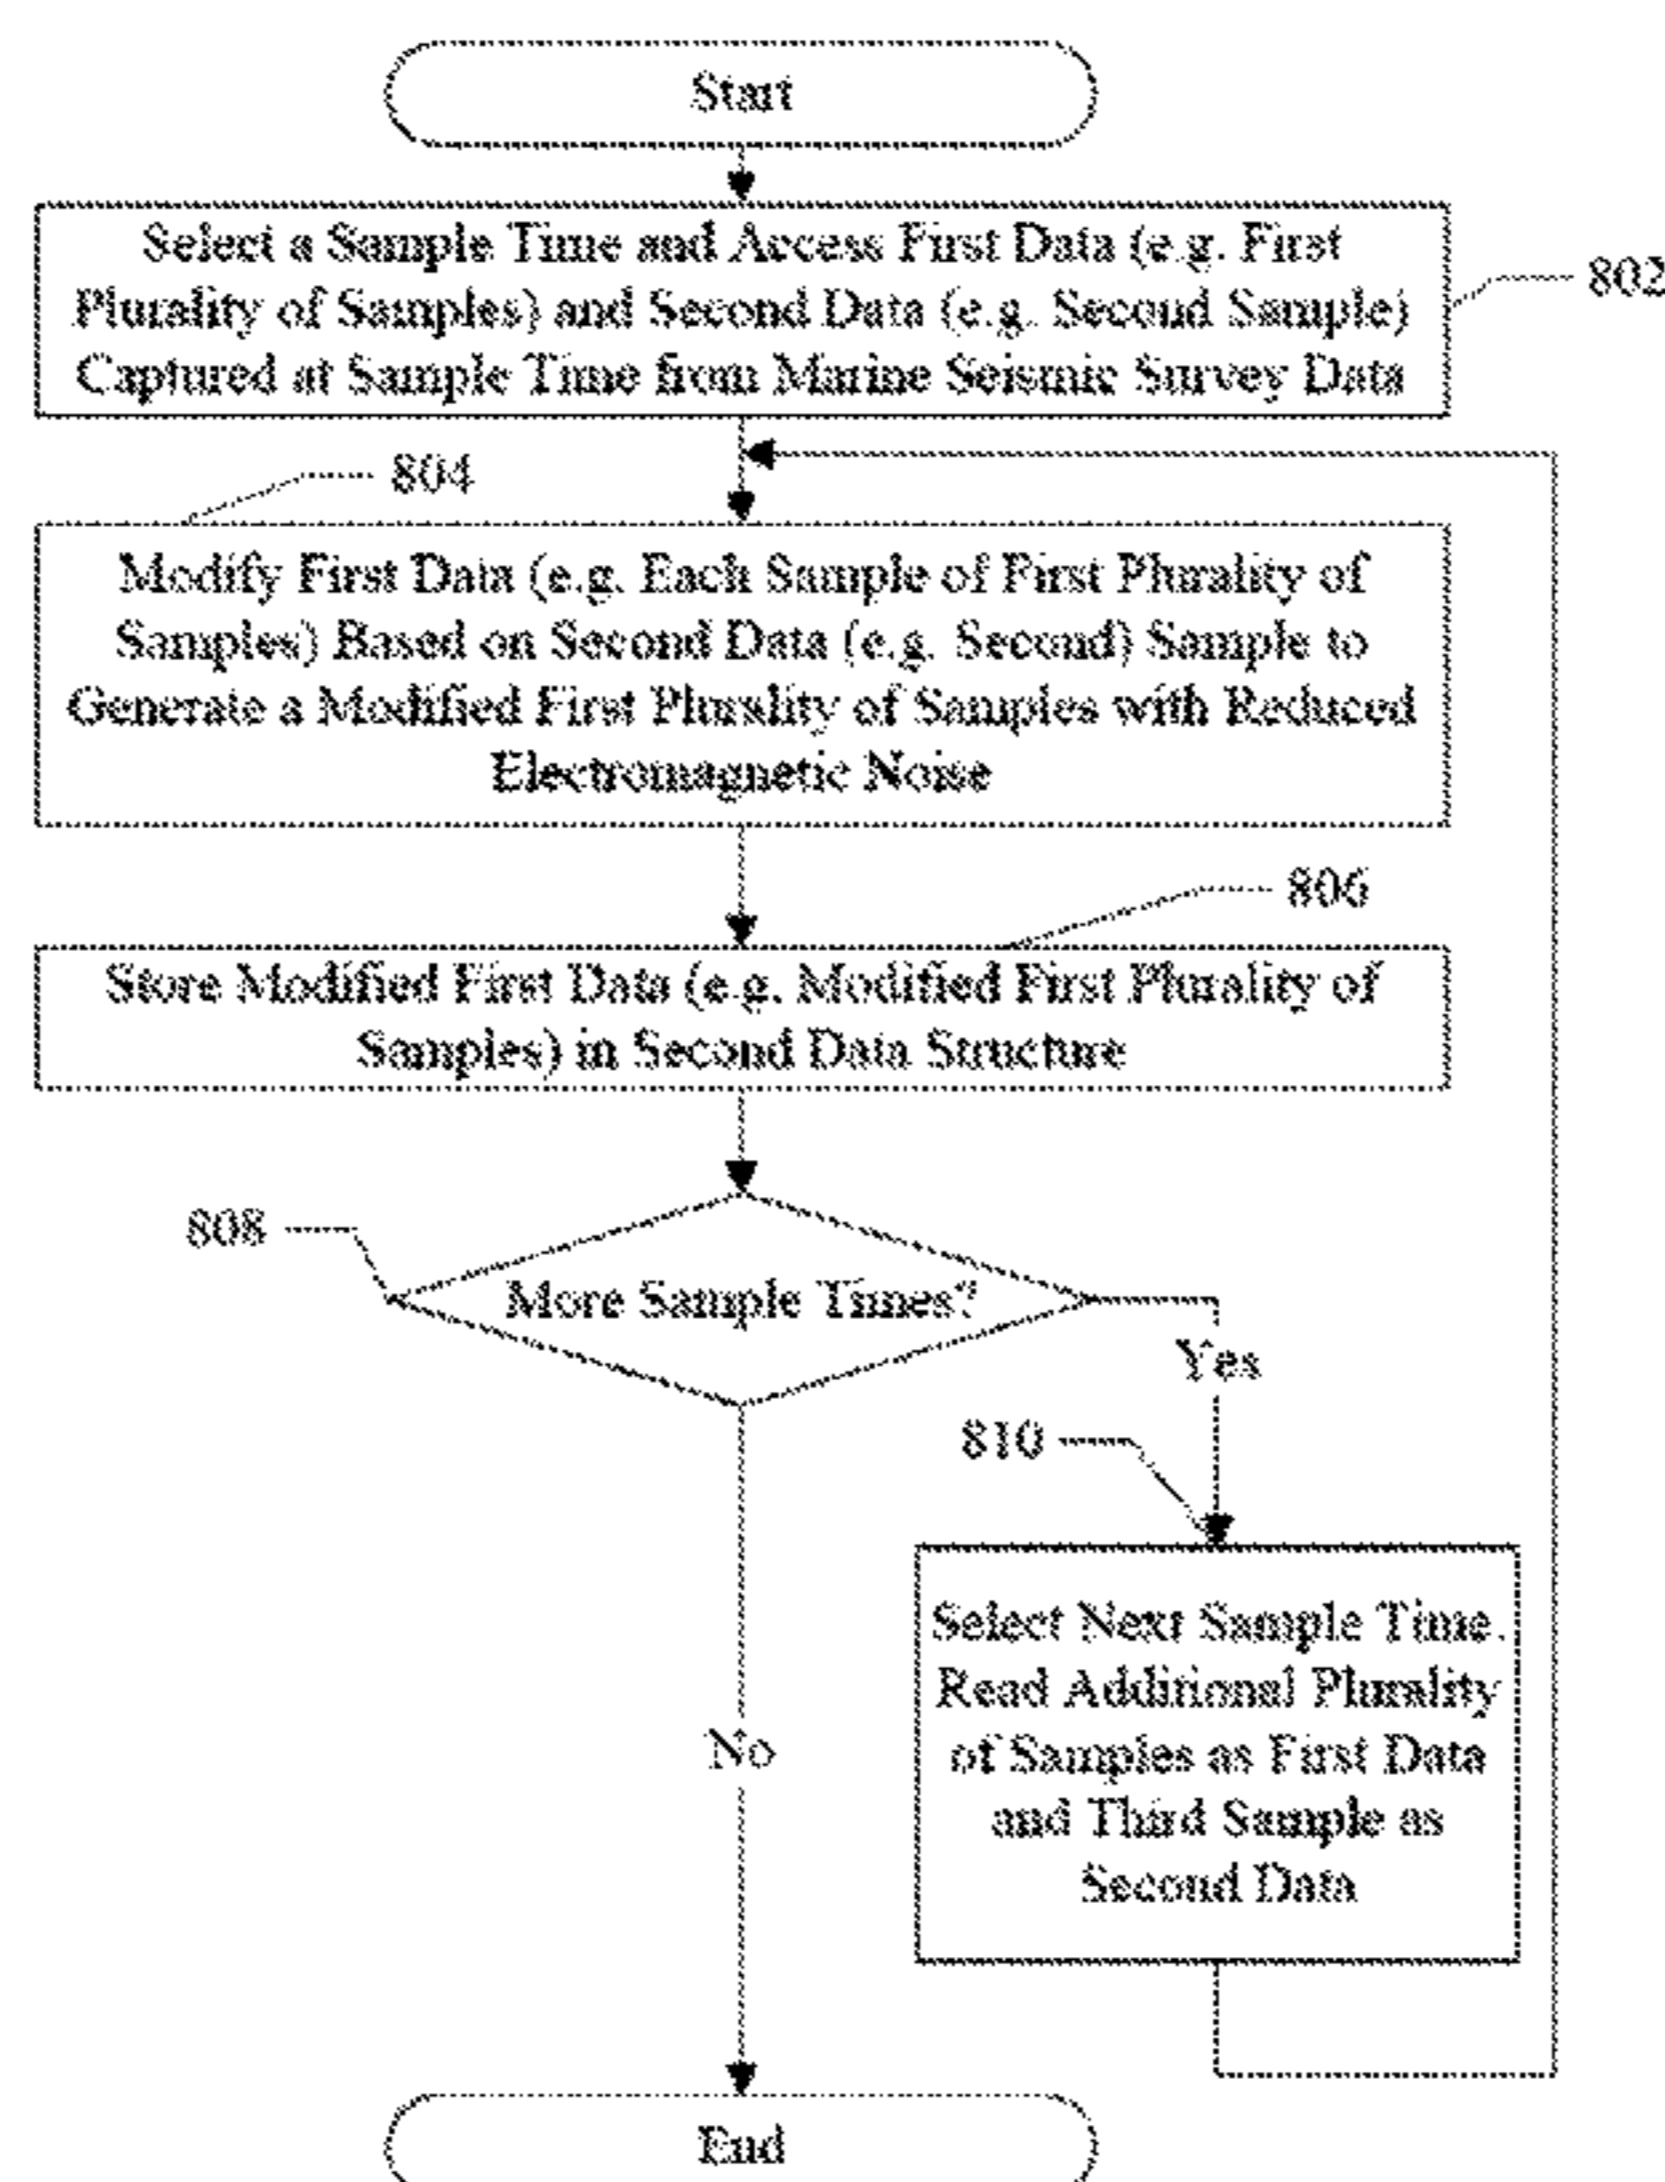 Start
Select a Sample Time and Access First Data (e.g. First
Plurality of Samples) and Second Data (e.g. Second Sample)
Captured at Sample Time from Marine Seismic Survey Data
802
804
Modify First Data (e.g. Each Sample of First Plurality of
Samples) Based on Second Data (e.g. Second) Sample to
Generate a Modified First Plurality of Samples with Reduced
Electromagnetic Noise
806
Store Modified First Data (e.g. Modified First Plurality of
Samples) in Second Data Structure
808
More Sample Times?
Yes
810
Select Next Sample Time.
Read Additional Plurality
of Samples as First Data
and Third Sample as
Second Data
No
End